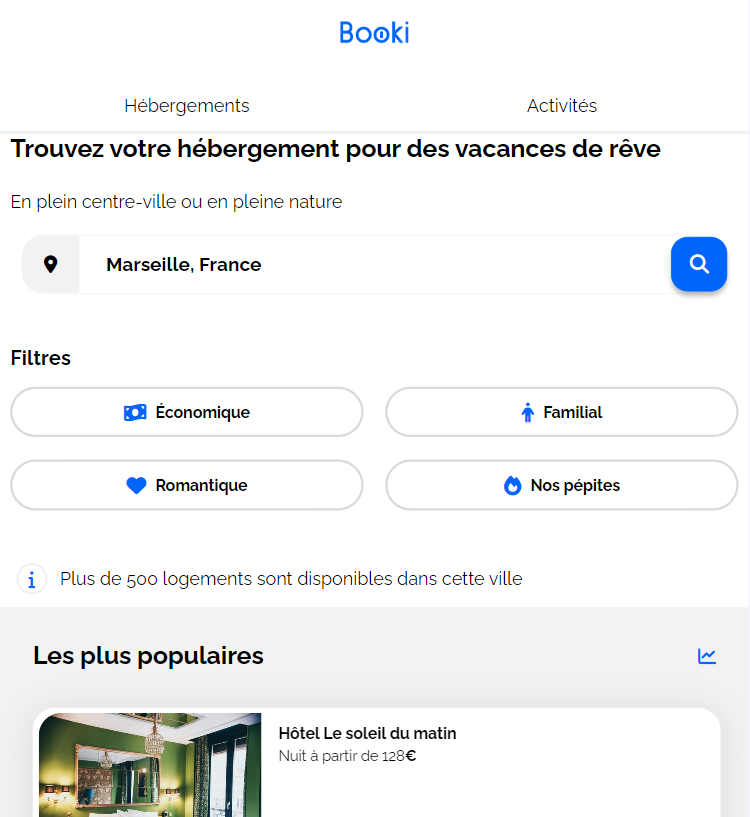 Booki
Hébergements
Activités
Trouvez votre hébergement pour des vacances de rêve
En plein centre-ville ou en pleine nature
Marseille, France
Filtres
Économique
Familial
Romantique
Nos pépites
Plus de 500 logements sont disponibles dans cette ville
Les plus populaires
Hôtel Le soleil du matin
Nuit à partir de 128€